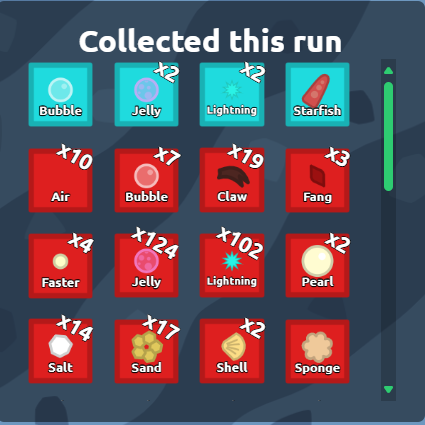 Collected this run
x2 x2
Bubble Jelly Lightning Starfish
x10 x7 x19 x3
Air Bubble Claw Fang
x4 x124 x102 x2
Faster Jelly Lightning Pearl
x14 x17 x2
Salt Sand Shell Sponge